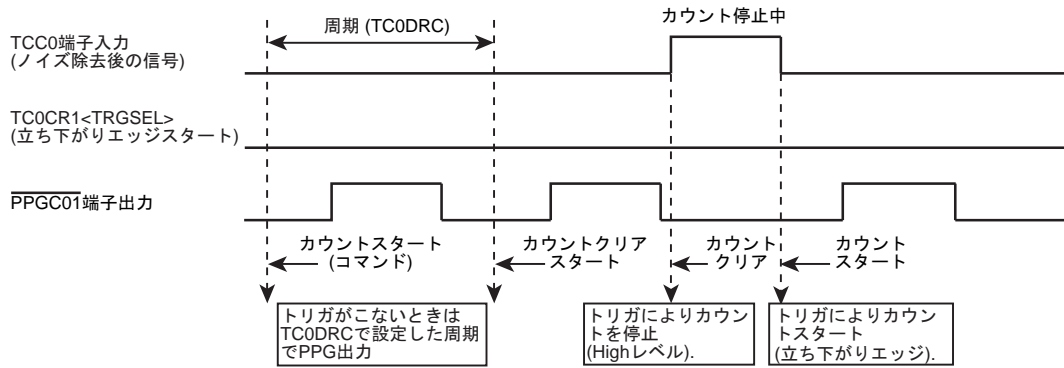 周期 (TC0DRC)
カウント停止中
TCC0端子入力
(ノイズ除去後の信号)
TC0CR1<TRGSEL>
(立ち下がりエッジスタート)
PPGC01端子出力
カウントスタート
(コマンド)
カウントクリア
スタート
カウント
クリア
カウント
スタート
トリガがこないときは
TC0DRCで設定した周期
でPPG出力
トリガによりカウン
トを停止
(Highレベル).
トリガによりカウン
トスタート
(立ち下がりエッジ).